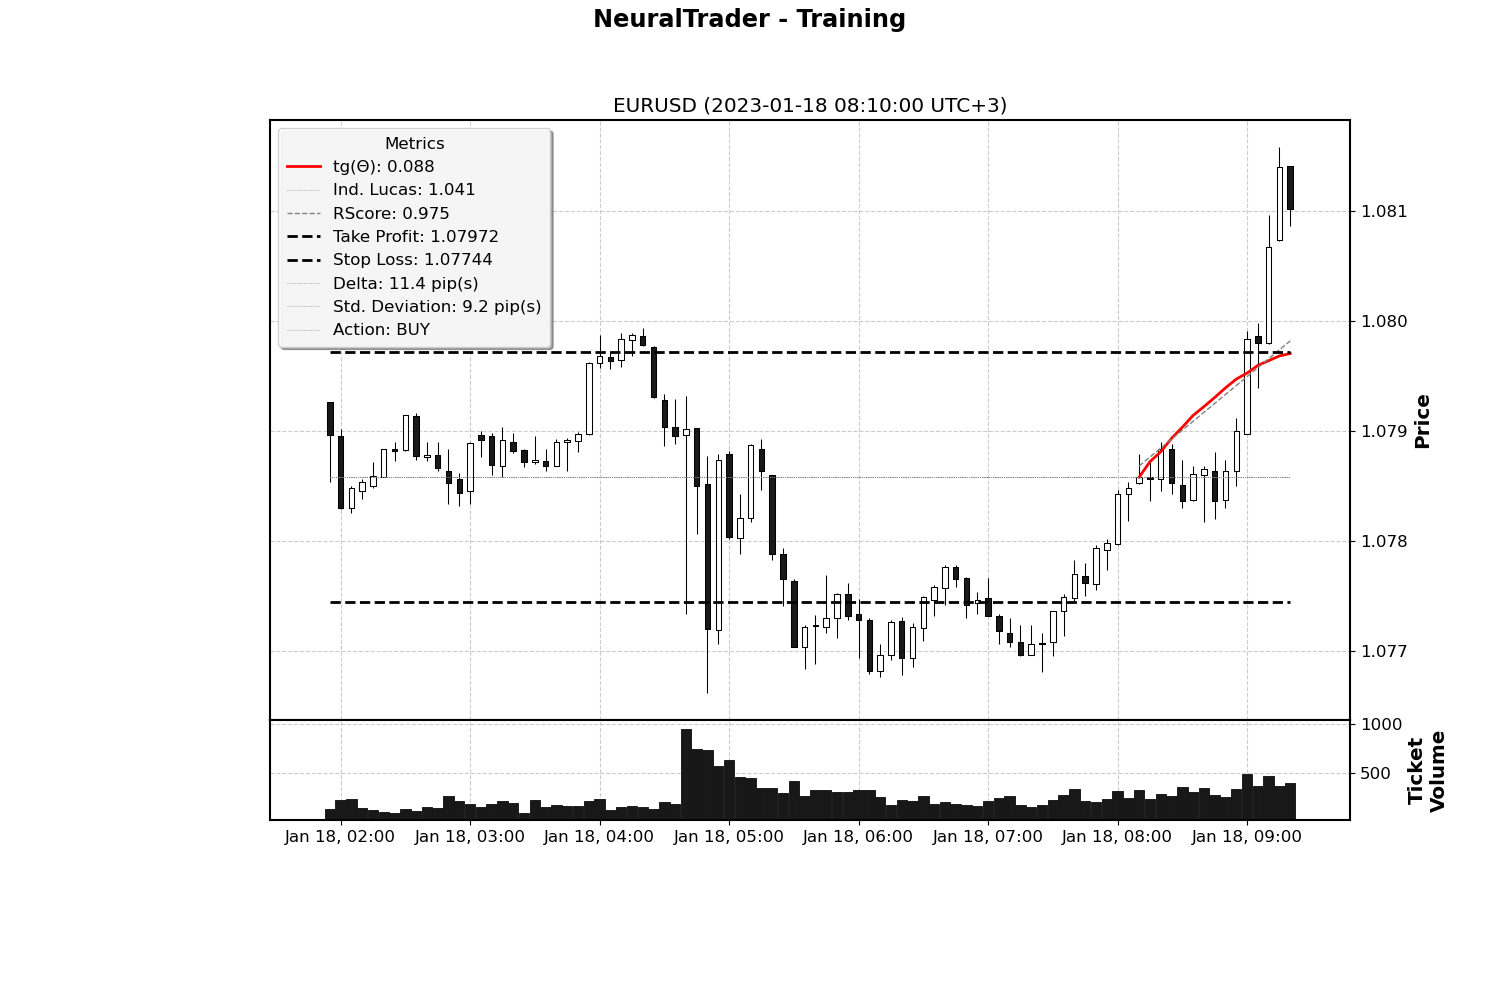 NeuralTrader - Training
EURUSD (2023-01-18 08:10:00 UTC+3)
Metrics
tg(Θ): 0.088
Ind. Lucas: 1.041
RScore: 0.975
Take Profit: 1.07972
Stop Loss: 1.07744
Delta: 11.4 pip(s)
Std. Deviation: 9.2 pip(s)
Action: BUY
1.081
1.080
1.079
1.078
1.077
Price
1000
500
Ticket
Volume
Jan 18, 02:00
Jan 18, 03:00
Jan 18, 04:00
Jan 18, 05:00
Jan 18, 06:00
Jan 18, 07:00
Jan 18, 08:00
Jan 18, 09:00